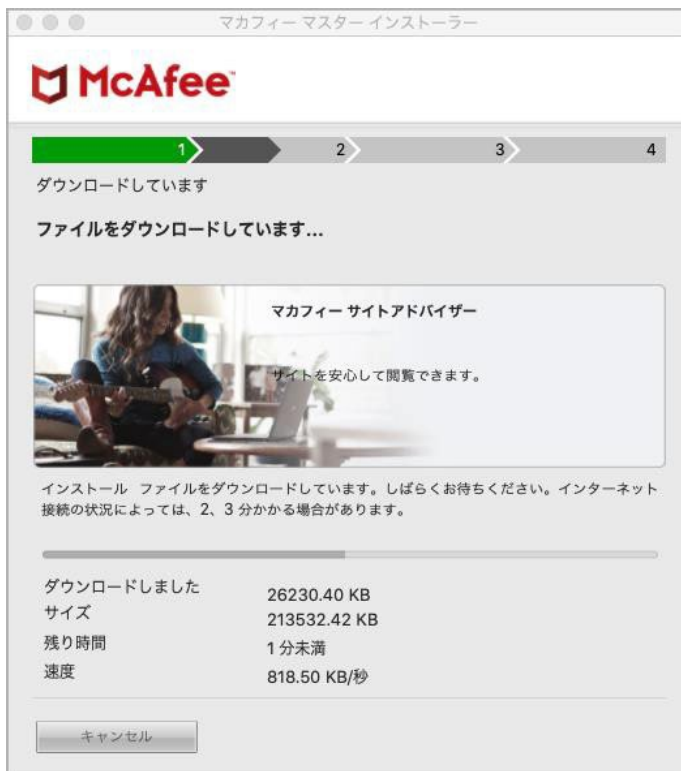 マカフィー マスター インストーラー
McAfee™
1 2 3 4
ダウンロードしています
ファイルをダウンロードしています...
マカフィー サイトアドバイザー
サイトを安心して閲覧できます。
インストール ファイルをダウンロードしています。しばらくお待ちください。インターネット
接続の状況によっては、2、3 分かかる場合があります。
ダウンロードしました 26230.40 KB
サイズ 213532.42 KB
残り時間 1 分未満
速度 818.50 KB/秒
キャンセル